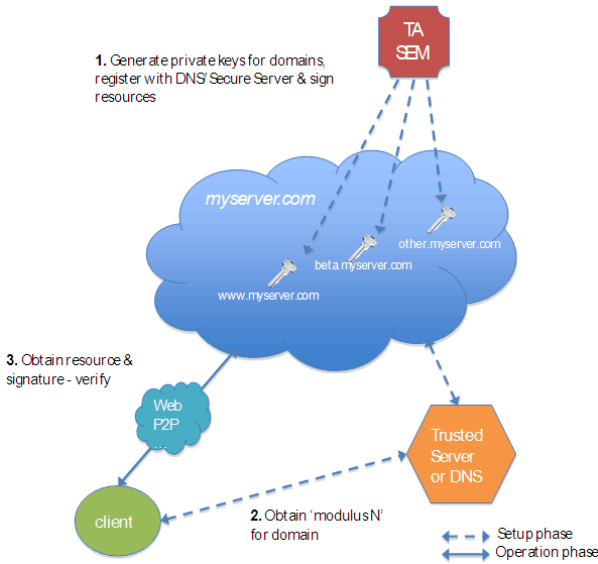 TA
SEM
1. Generate private keys for domains,
register with DNS/Secure Server & sign
resources
myserver.com
other.myserver.com
beta.myserver.com
www.myserver.com
3. Obtain resource &
signature - verify
Web
P2P
Trusted
Server
or DNS
client
2. Obtain 'modulus N'
for domain
Setup phase
Operation phase